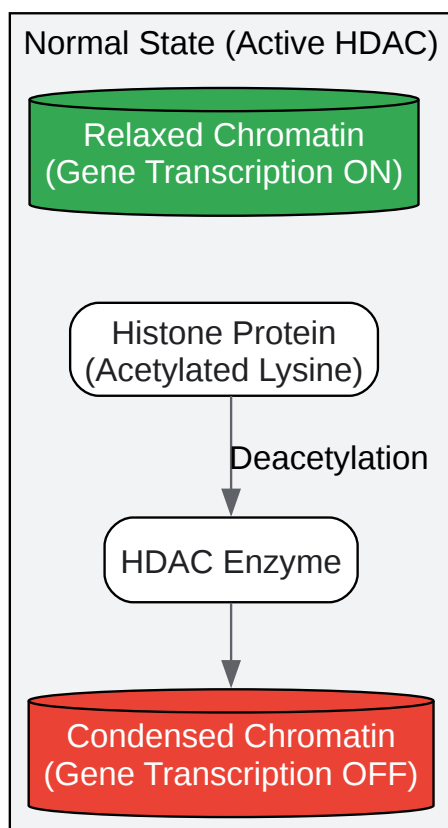 Normal State (Active HDAC)
Relaxed Chromatin
(Gene Transcription ON)
Histone Protein
(Acetylated Lysine)
Deacetylation
HDAC Enzyme
Condensed Chromatin
(Gene Transcription OFF)